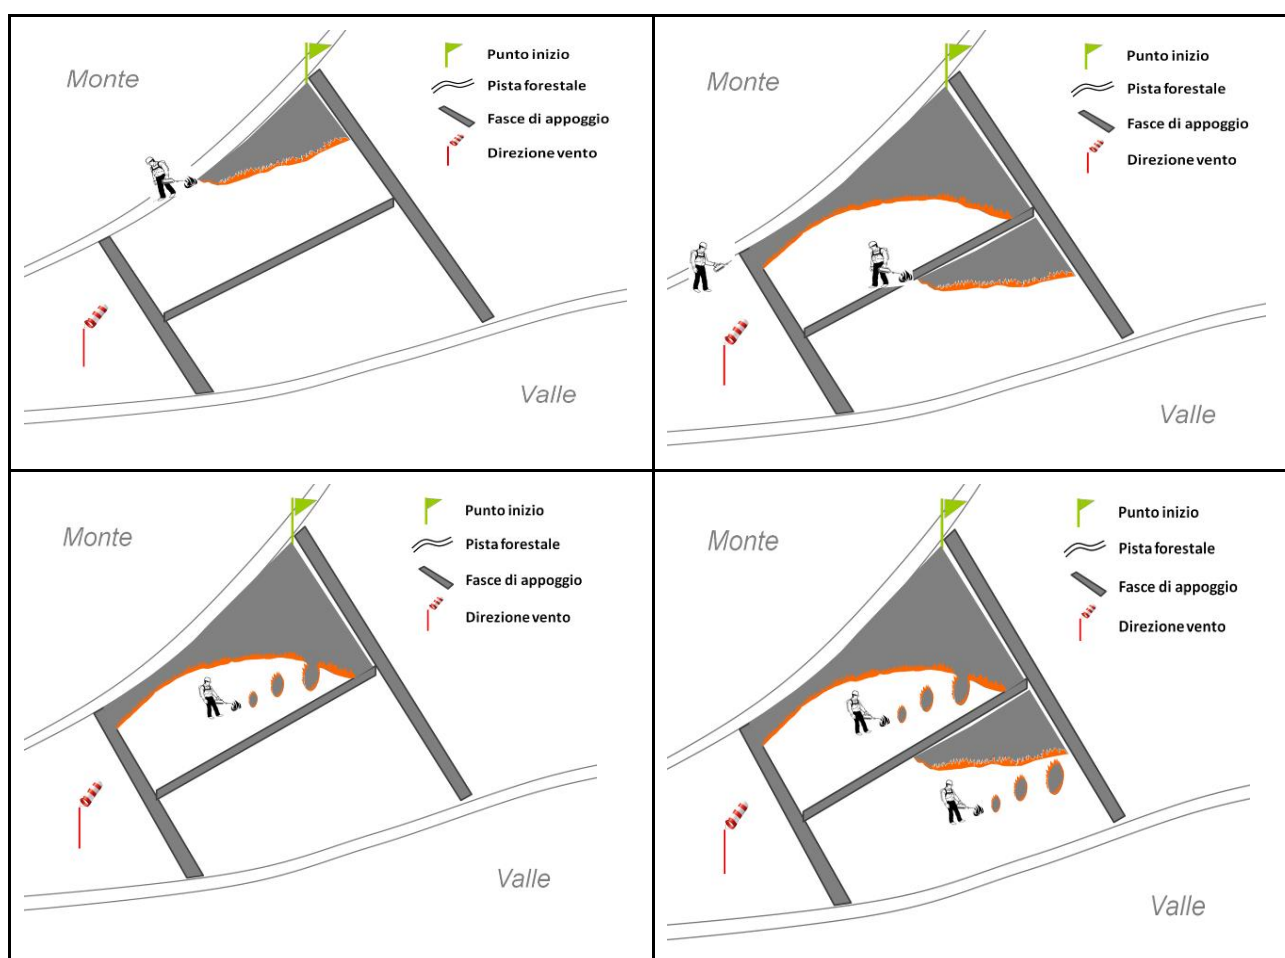 Monte
Punto inizio
Pista forestale
Fasce di appoggio
Direzione vento
Valle
Monte
Punto inizio
Pista forestale
Fasce di appoggio
Direzione vento
Valle
Monte
Punto inizio
Pista forestale
Fasce di appoggio
Direzione vento
Valle
Monte
Punto inizio
Pista forestale
Fasce di appoggio
Direzione vento
Valle